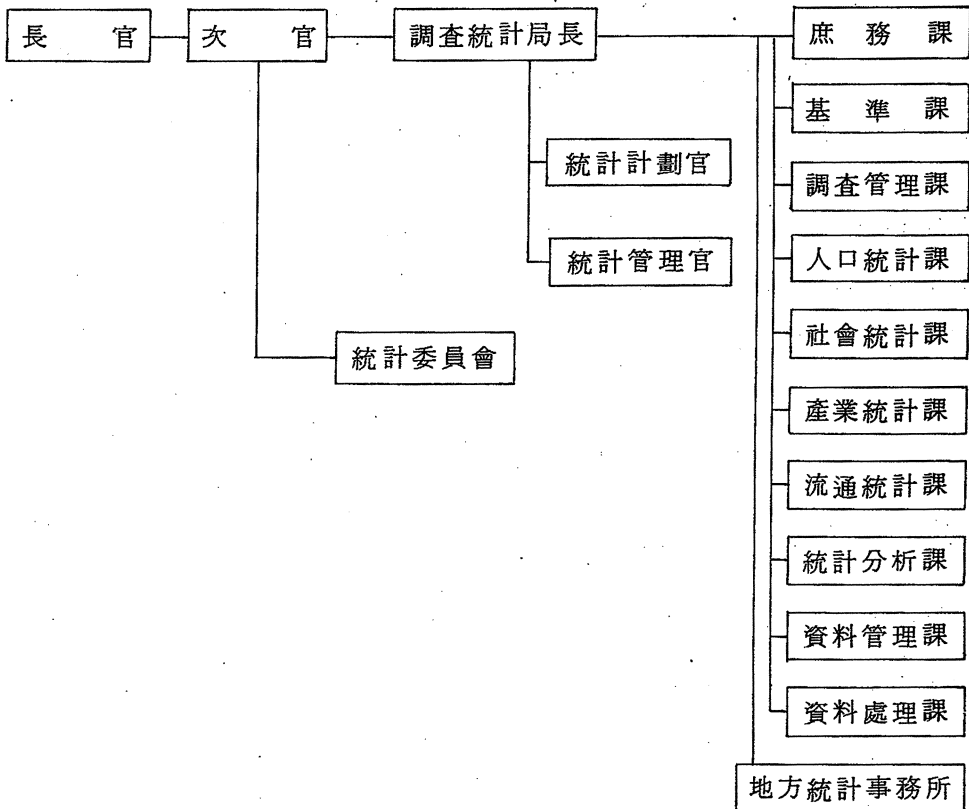 長官
次官
調査統計局長
庶務課
基準課
統計計劃官
調査管理課
統計管理官
人口統計課
社會統計課
統計委員會
產業統計課
流通統計課
統計分析課
資料管理課
資料處理課
地方統計事務所